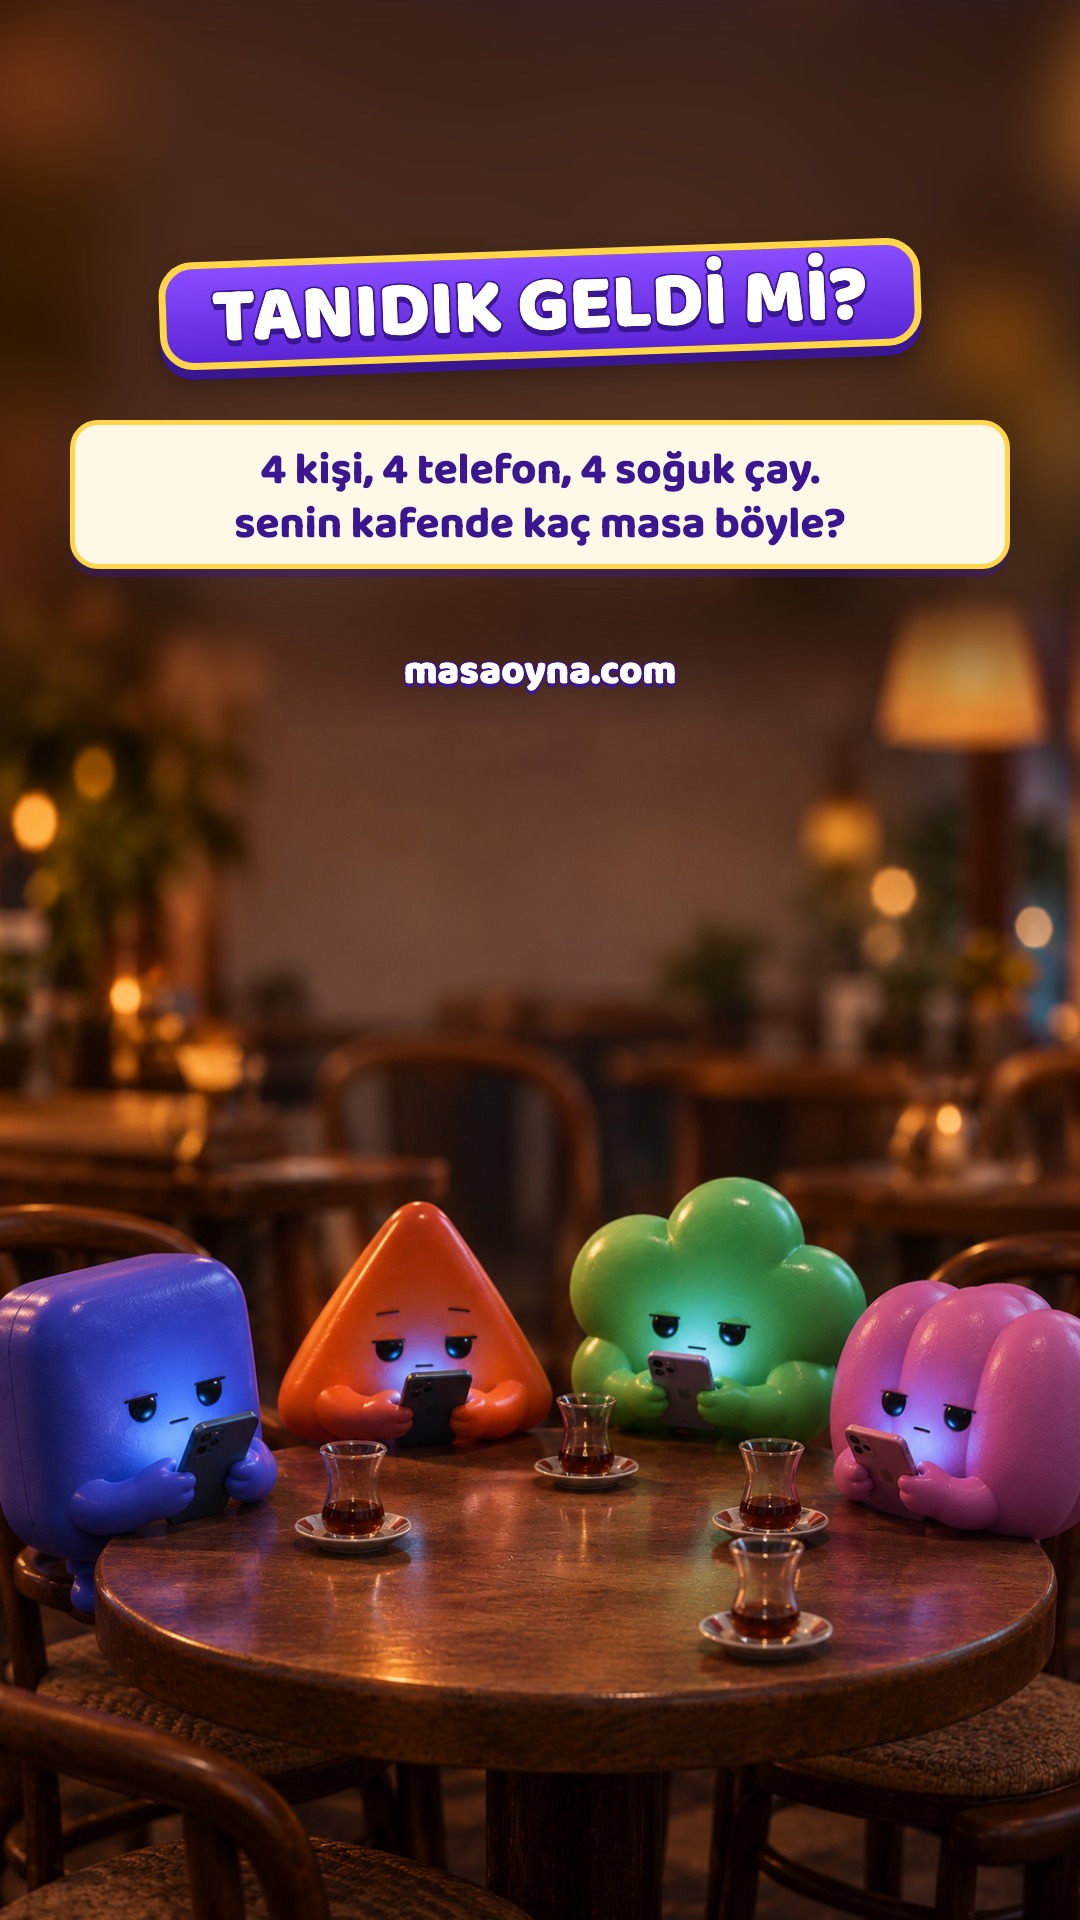 TANIDIK GELDİ Mİ?
4 kişi, 4 telefon, 4 soğuk çay.
senin kafende kaç masa böyle?
masaoyna.com